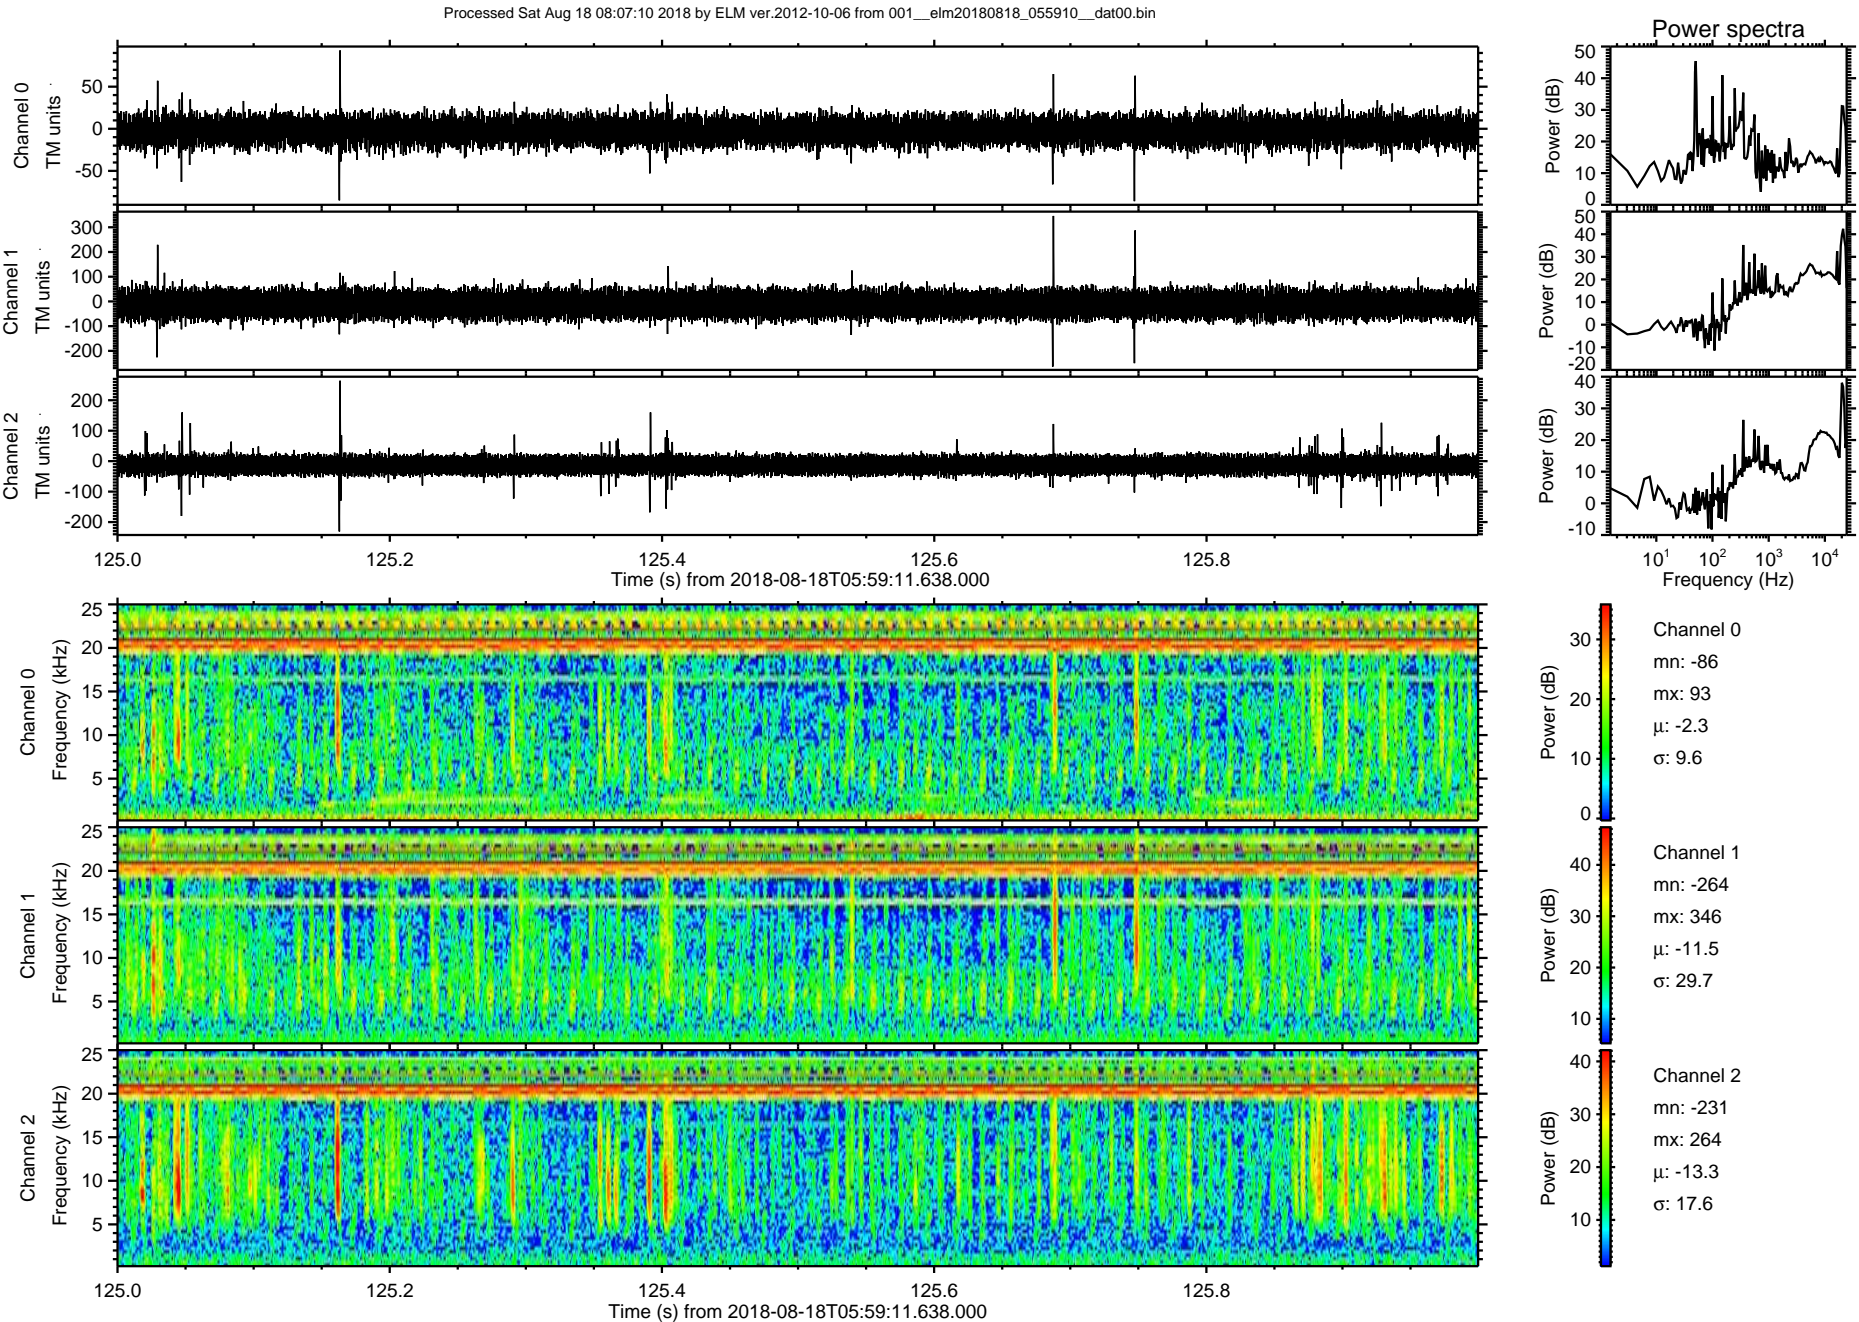 Processed Sat Aug 18 08:07:10 2018 by ELM ver.2012-10-06 from 001__elm20180818_055910__dat00.bin
Power spectra
Channel 0
TM units
50
0
-50
Power (dB)
50
40
30
20
10
0
Channel 1
TM units
300
200
100
0
-100
-200
Power (dB)
50
40
30
20
10
0
-10
-20
Channel 2
TM units
200
100
0
-100
-200
Power (dB)
40
30
20
10
0
-10
125.0 125.2 125.4 125.6 125.8
Time (s) from 2018-08-18T05:59:11.638.000
10¹ 10² 10³ 10⁴
Frequency (Hz)
Channel 0
Frequency (kHz)
25
20
15
10
5
Power (dB)
30
20
10
0
Channel 0
mn: -86
mx: 93
μ: -2.3
σ: 9.6
Channel 1
Frequency (kHz)
25
20
15
10
5
Power (dB)
40
30
20
10
Channel 1
mn: -264
mx: 346
μ: -11.5
σ: 29.7
Channel 2
Frequency (kHz)
25
20
15
10
5
Power (dB)
40
30
20
10
Channel 2
mn: -231
mx: 264
μ: -13.3
σ: 17.6
125.0 125.2 125.4 125.6 125.8
Time (s) from 2018-08-18T05:59:11.638.000